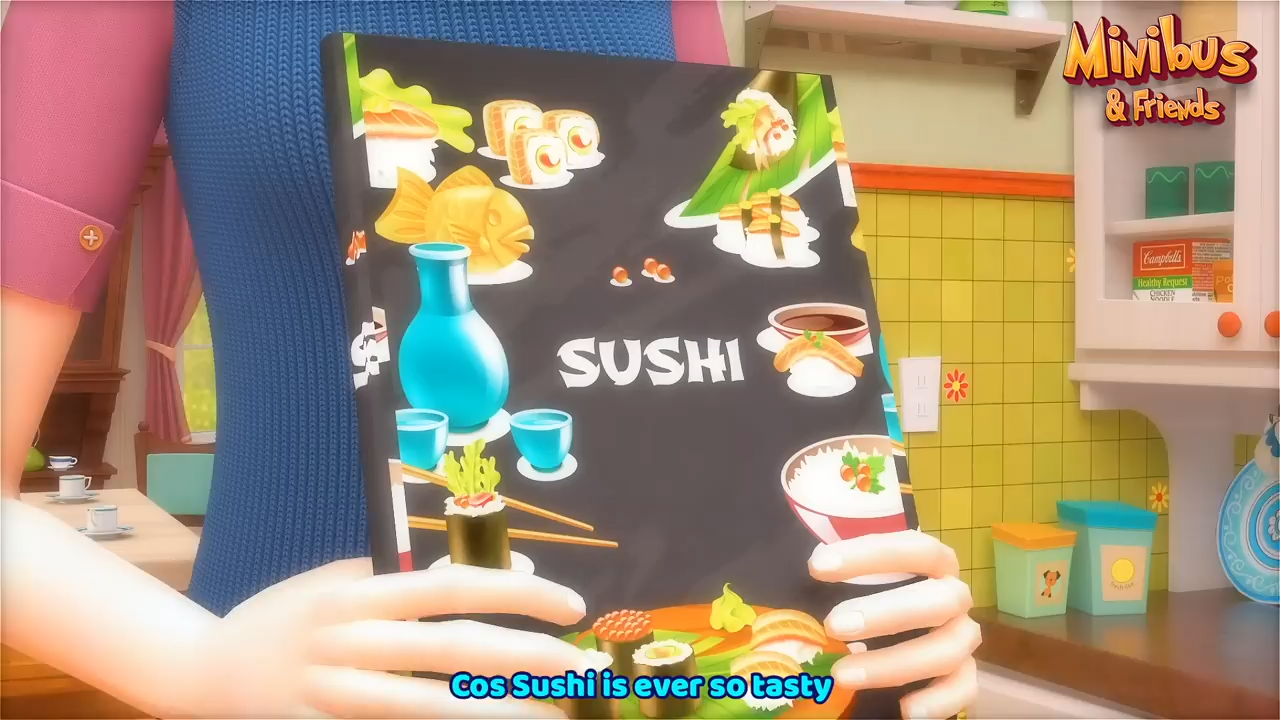 Minibus
& Friends
SUSHI
Campbell's
Healthy Request
CHICKEN
NOODLE
Cos Sushi is ever so tasty